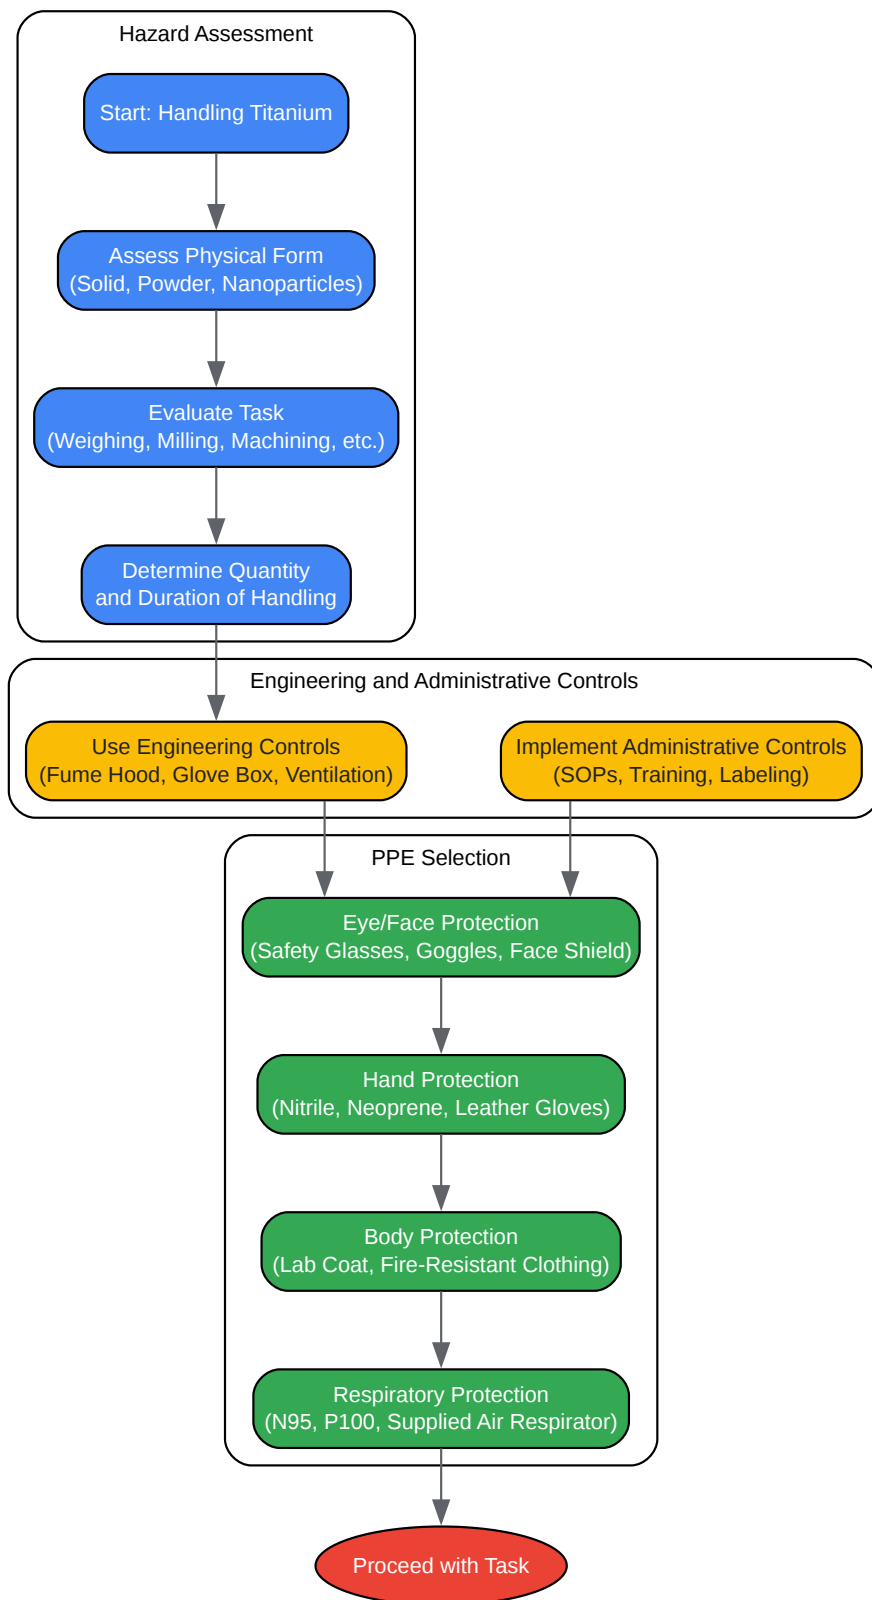 Hazard Assessment
Start: Handling Titanium
Assess Physical Form
(Solid, Powder, Nanoparticles)
Evaluate Task
(Weighing, Milling, Machining, etc.)
Determine Quantity
and Duration of Handling
Engineering and Administrative Controls
Use Engineering Controls
(Fume Hood, Glove Box, Ventilation)
Implement Administrative Controls
(SOPs, Training, Labeling)
PPE Selection
Eye/Face Protection
(Safety Glasses, Goggles, Face Shield)
Hand Protection
(Nitrile, Neoprene, Leather Gloves)
Body Protection
(Lab Coat, Fire-Resistant Clothing)
Respiratory Protection
(N95, P100, Supplied Air Respirator)
Proceed with Task